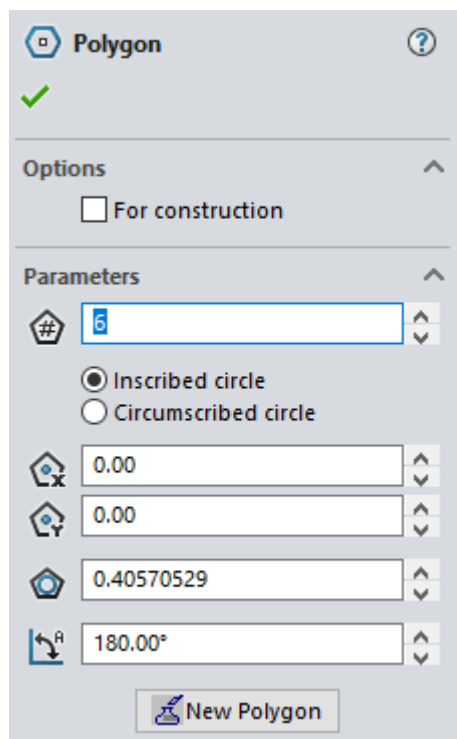 Polygon
Options
For construction
Parameters
6
Inscribed circle
Circumscribed circle
0.00
0.00
0.40570529
180.00°
New Polygon